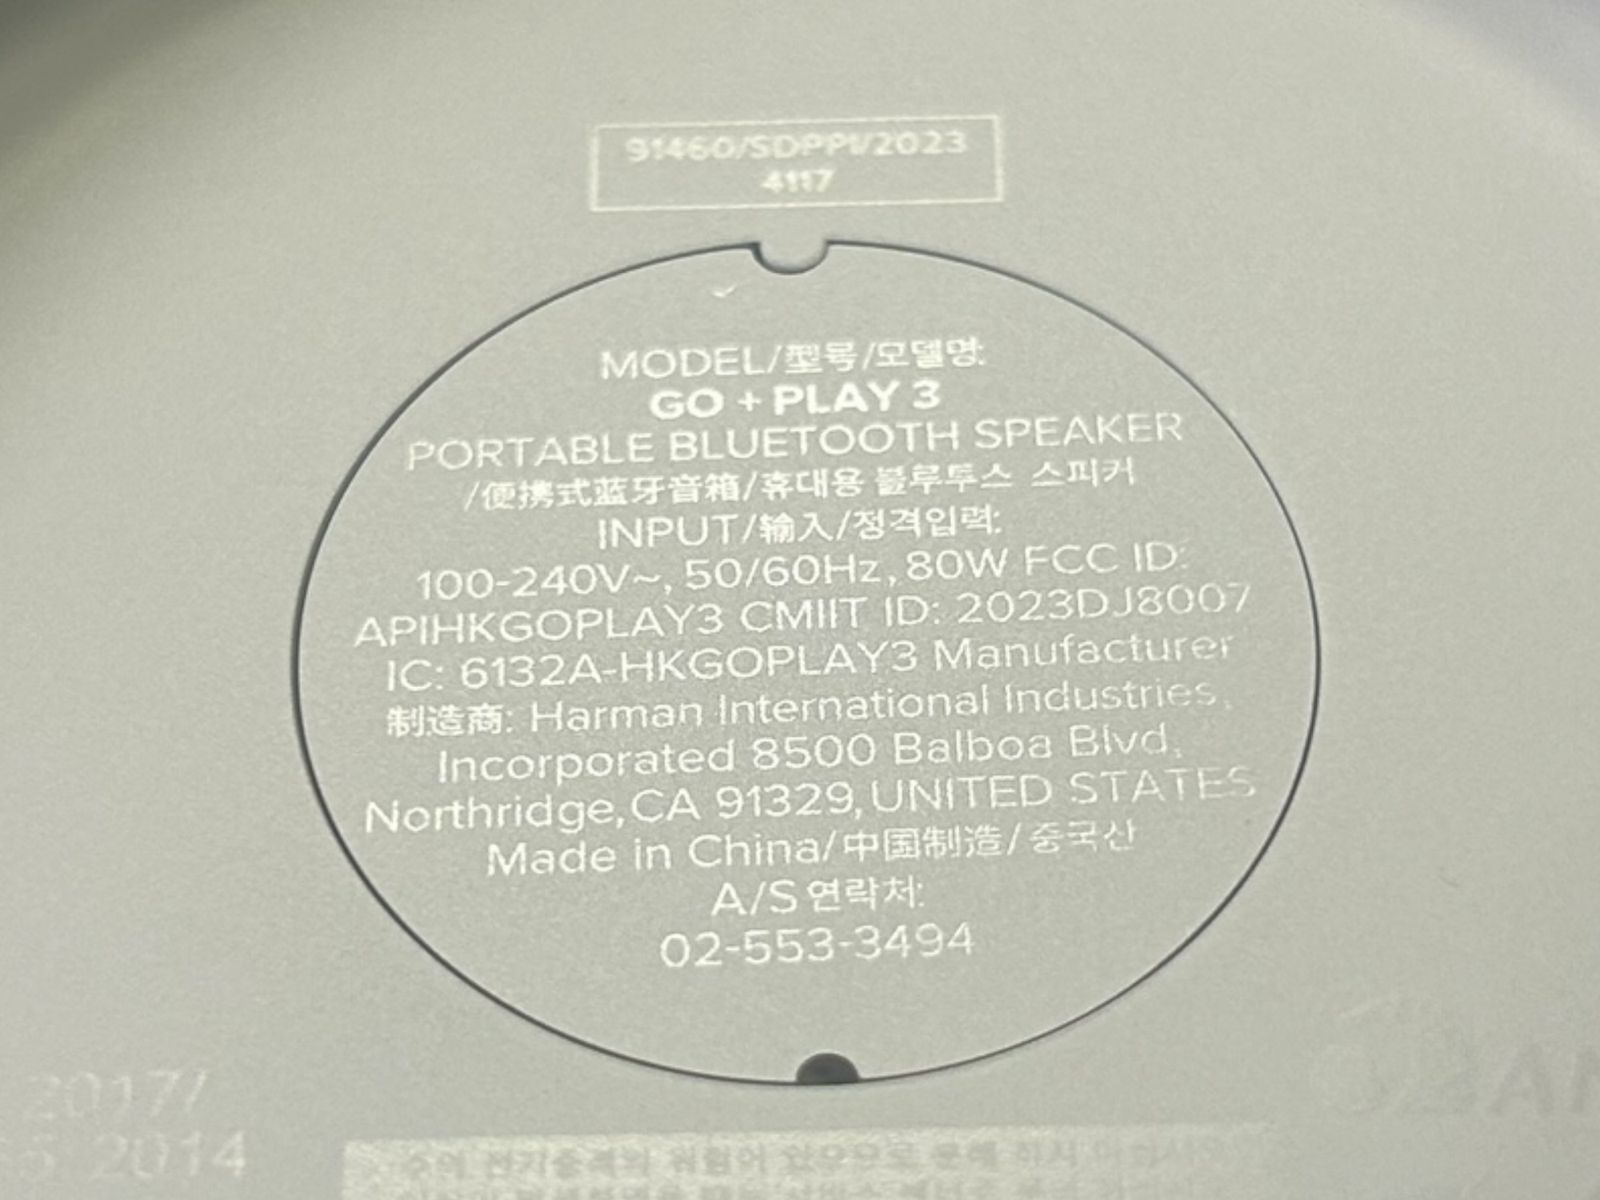 91460/SDPPI/2023
4117
MODEL/型号/모델명:
GO + PLAY 3
PORTABLE BLUETOOTH SPEAKER
/便携式蓝牙音箱/휴대용 블루투스 스피커
INPUT/输入/정격입력:
100-240V~, 50/60Hz, 80W FCC ID:
APIHKGOPLAY3 CMIIT ID: 2023DJ8007
IC: 6132A-HKGOPLAY3 Manufacturer
制造商: Harman International Industries,
Incorporated 8500 Balboa Blvd,
Northridge, CA 91329, UNITED STATES
Made in China/中国制造/중국산
A/S 연락처:
02-553-3494
2017/
2014